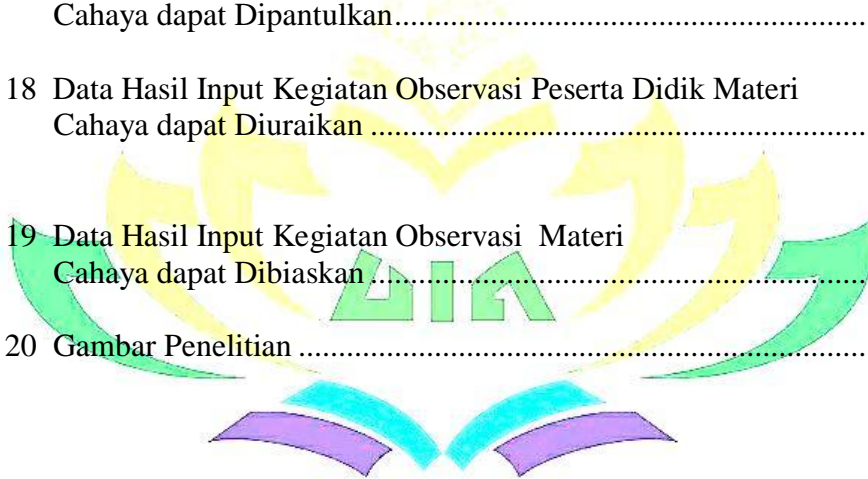 Cahaya dapat Dipantulkan.....................................................................
18 Data Hasil Input Kegiatan Observasi Peserta Didik Materi
Cahaya dapat Diuraikan .......................................................................
19 Data Hasil Input Kegiatan Observasi Materi
Cahaya dapat Dibiaskan .......................................................................
20 Gambar Penelitian .................................................................................